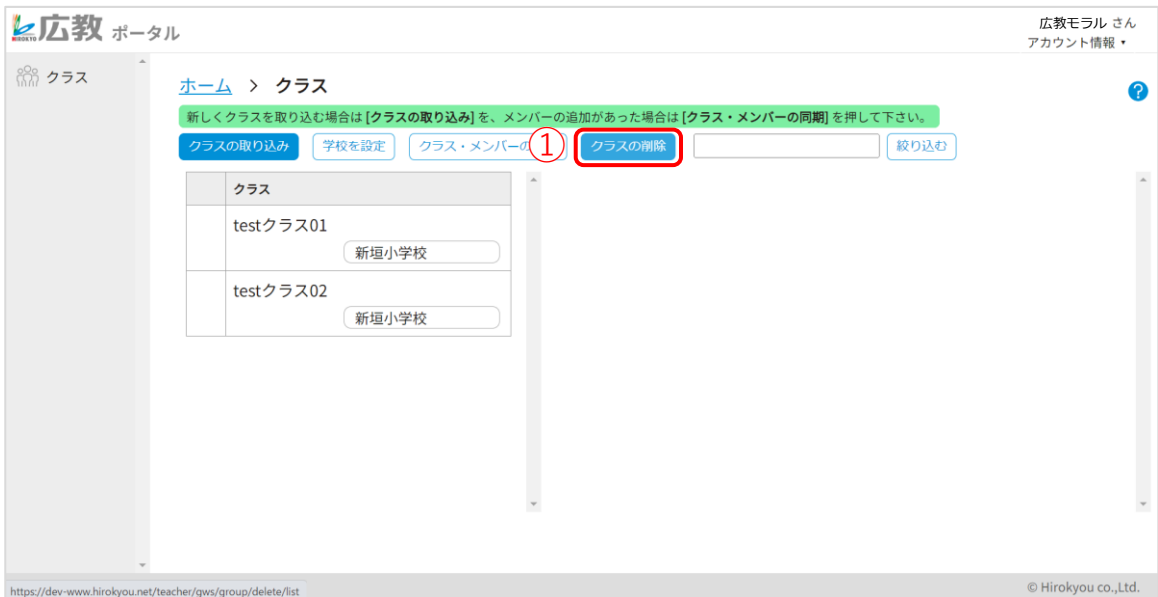 HIROKYO 広教 ポータル
広教モラル さん
アカウント情報 ▾
クラス
ホーム > クラス
?
新しくクラスを取り込む場合は [クラスの取り込み] を、メンバーの追加があった場合は [クラス・メンバーの同期] を押して下さい。
クラスの取り込み 学校を設定 クラス・メンバーの ① クラスの削除 絞り込む
クラス
testクラス01
新垣小学校
testクラス02
新垣小学校
https://dev-www.hirokyou.net/teacher/gws/group/delete/list
© Hirokyou co.,Ltd.